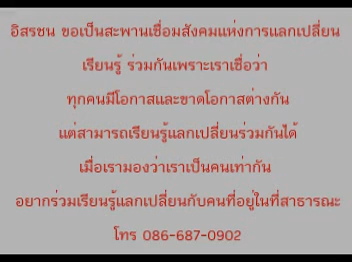 อิสรชน ขอเป็นสะพานเชื่อมสังคมแห่งการแลกเปลี่ยน
เรียนรู้ ร่วมกันเพราะเราเชื่อว่า
ทุกคนมีโอกาสและขาดโอกาสต่างกัน
แต่สามารถเรียนรู้แลกเปลี่ยนร่วมกันได้
เมื่อเรามองว่าเราเป็นคนเท่ากัน
อยากร่วมเรียนรู้แลกเปลี่ยนกับคนที่อยู่ในที่สาธารณะ
โทร 086-687-0902